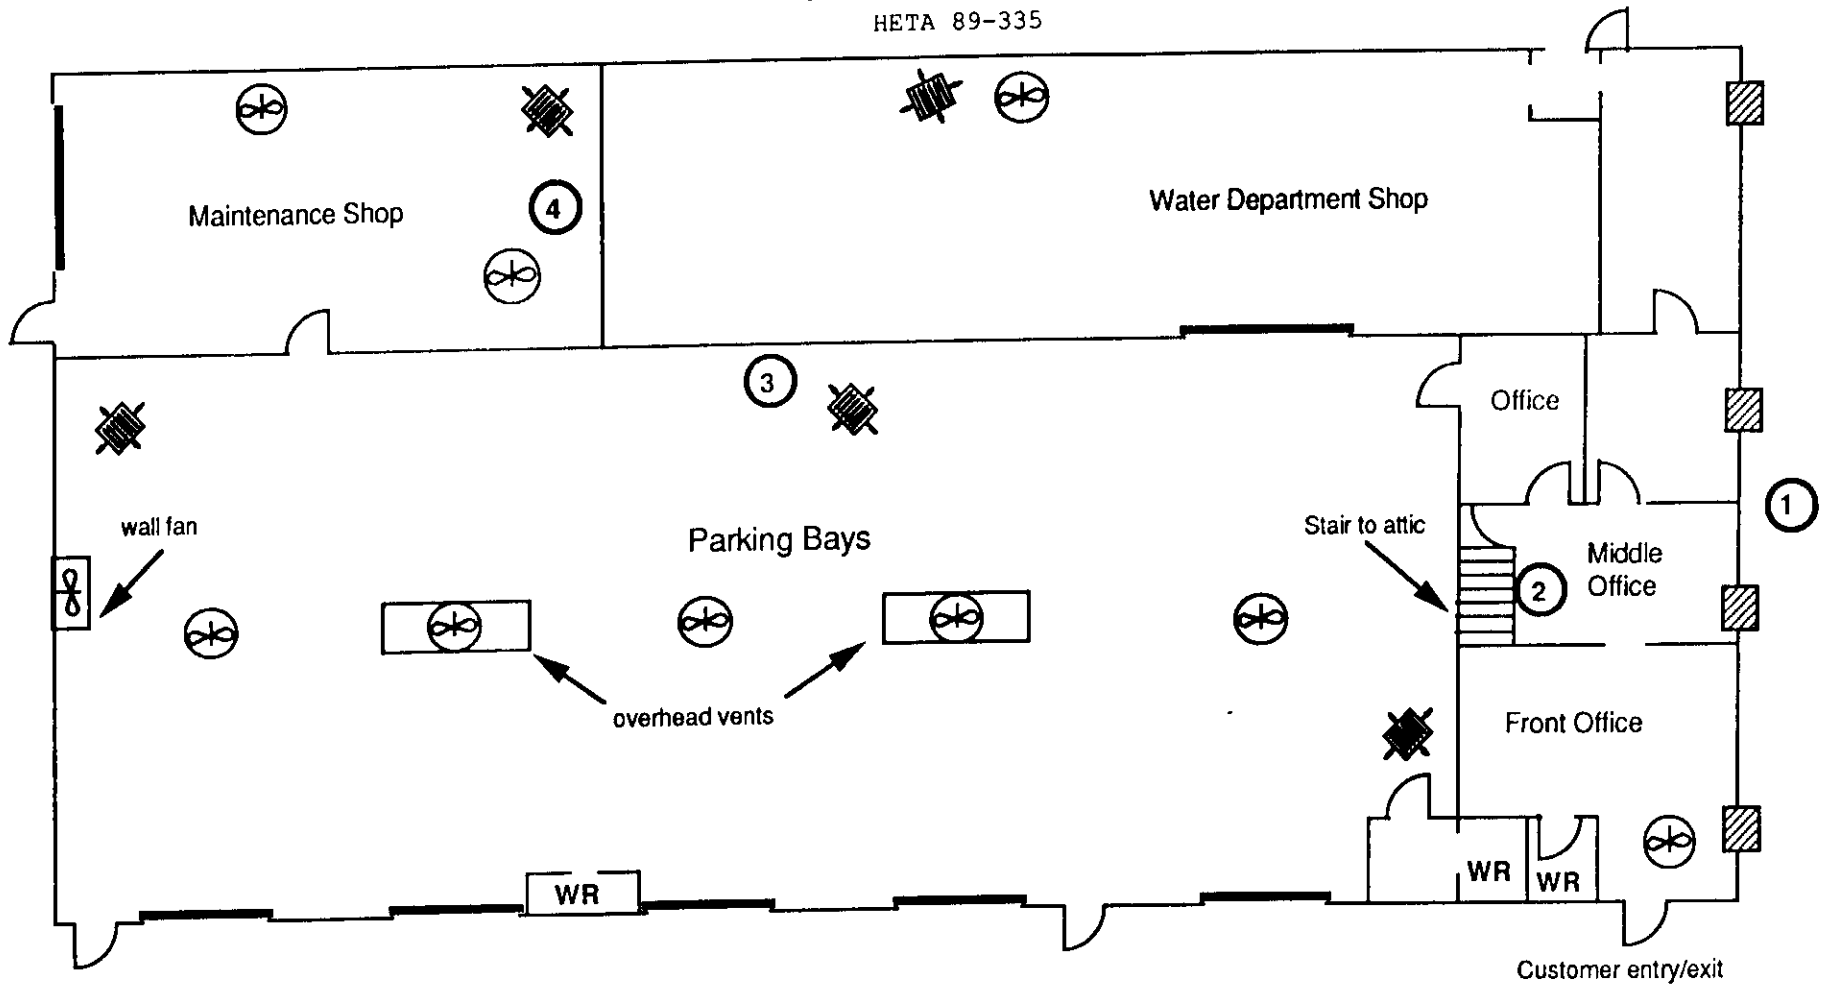 HETA 89-335
Maintenance Shop
4
Water Department Shop
3
Office
1
wall fan
Parking Bays
Stair to attic
Middle
Office
2
overhead vents
Front Office
WR
WR
WR
Customer entry/exit